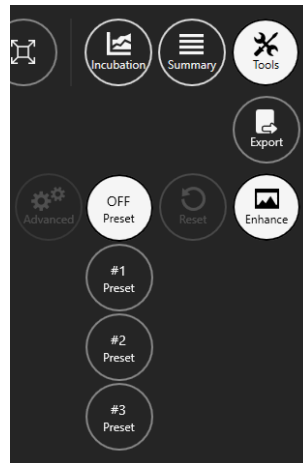 Incubation
Summary
Tools
Export
Advanced
OFF
Preset
Reset
Enhance
#1
Preset
#2
Preset
#3
Preset